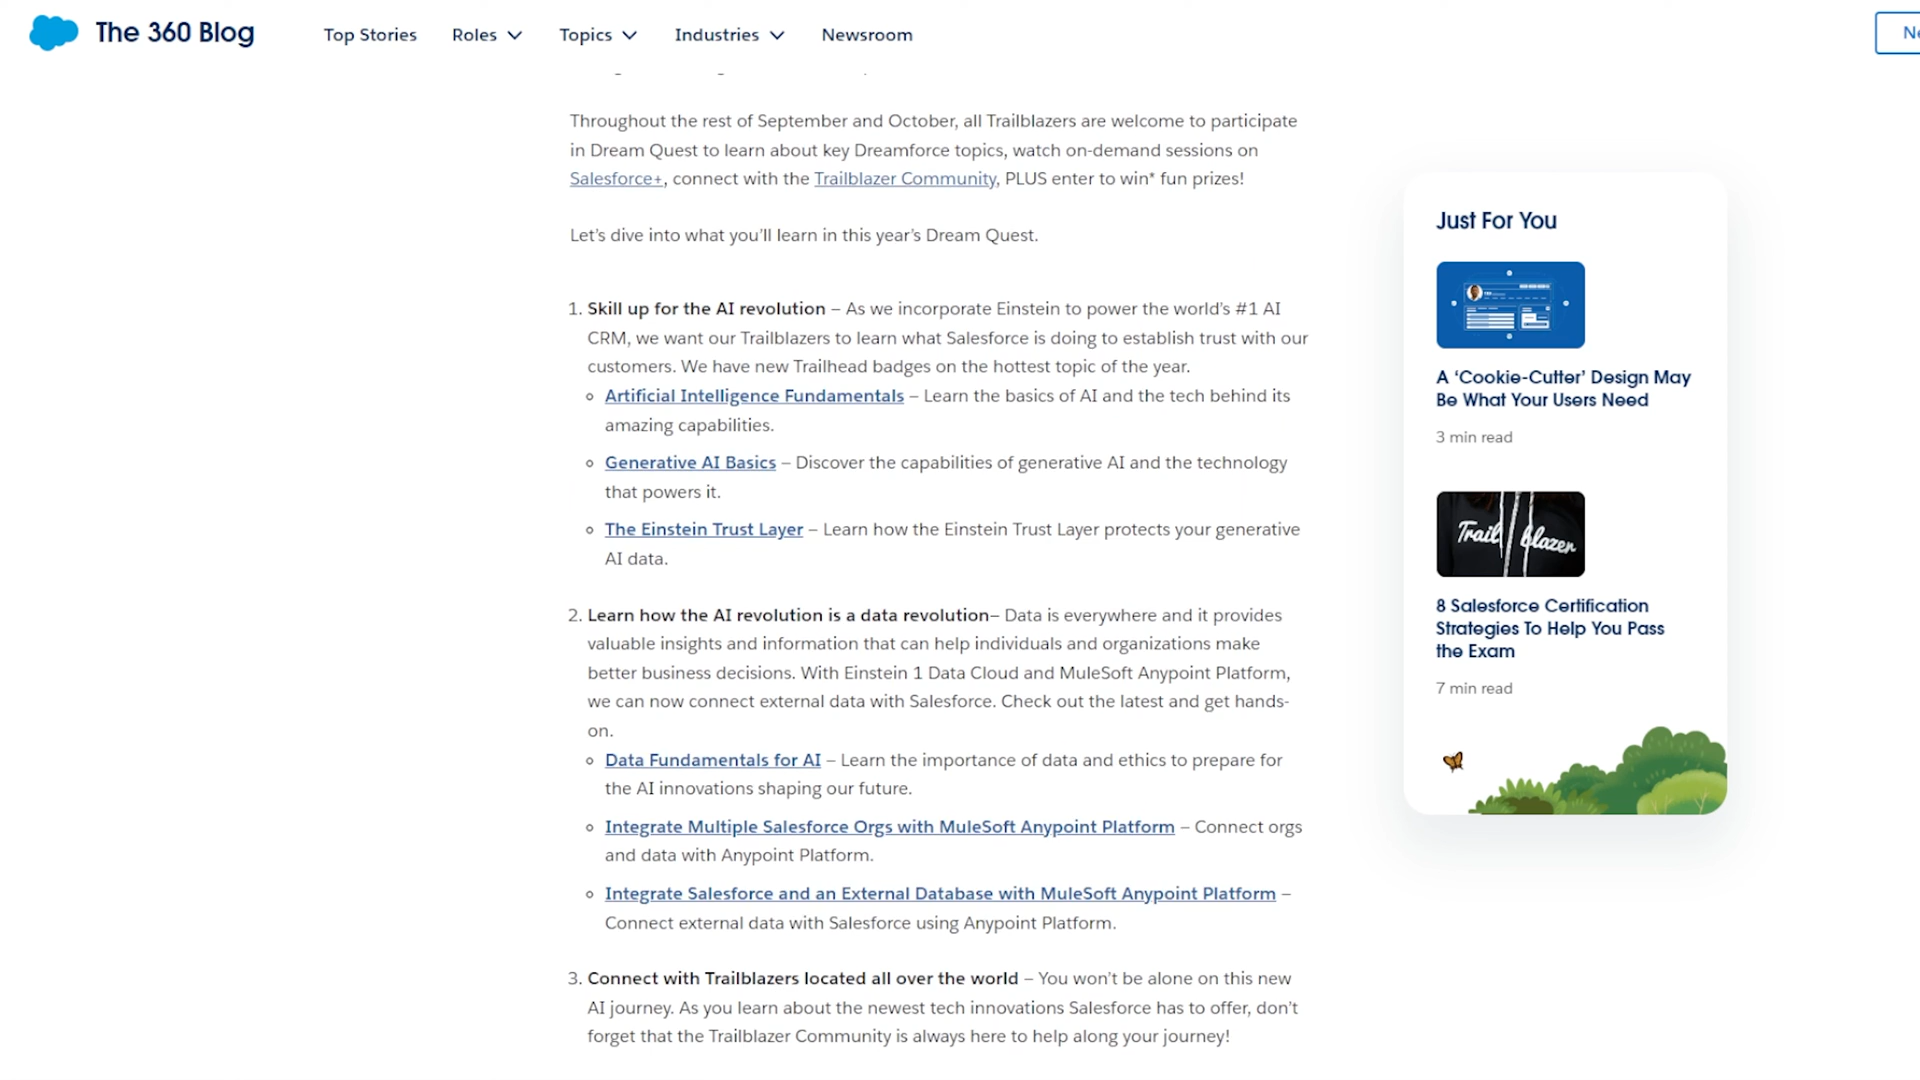 The 360 Blog
Top Stories
Roles
Topics
Industries
Newsroom
Throughout the rest of September and October, all Trailblazers are welcome to participate
in Dream Quest to learn about key Dreamforce topics, watch on-demand sessions on
Salesforce+, connect with the Trailblazer Community, PLUS enter to win* fun prizes!
Let’s dive into what you’ll learn in this year’s Dream Quest.
1. Skill up for the AI revolution – As we incorporate Einstein to power the world’s #1 AI
CRM, we want our Trailblazers to learn what Salesforce is doing to establish trust with our
customers. We have new Trailhead badges on the hottest topic of the year.
Artificial Intelligence Fundamentals – Learn the basics of AI and the tech behind its
amazing capabilities.
Generative AI Basics – Discover the capabilities of generative AI and the technology
that powers it.
The Einstein Trust Layer – Learn how the Einstein Trust Layer protects your generative
AI data.
2. Learn how the AI revolution is a data revolution– Data is everywhere and it provides
valuable insights and information that can help individuals and organizations make
better business decisions. With Einstein 1 Data Cloud and MuleSoft Anypoint Platform,
we can now connect external data with Salesforce. Check out the latest and get hands-
on.
Data Fundamentals for AI – Learn the importance of data and ethics to prepare for
the AI innovations shaping our future.
Integrate Multiple Salesforce Orgs with MuleSoft Anypoint Platform – Connect orgs
and data with Anypoint Platform.
Integrate Salesforce and an External Database with MuleSoft Anypoint Platform –
Connect external data with Salesforce using Anypoint Platform.
3. Connect with Trailblazers located all over the world – You won’t be alone on this new
AI journey. As you learn about the newest tech innovations Salesforce has to offer, don’t
forget that the Trailblazer Community is always here to help along your journey!
Just For You
A ‘Cookie-Cutter’ Design May
Be What Your Users Need
3 min read
Trail blazer
8 Salesforce Certification
Strategies To Help You Pass
the Exam
7 min read